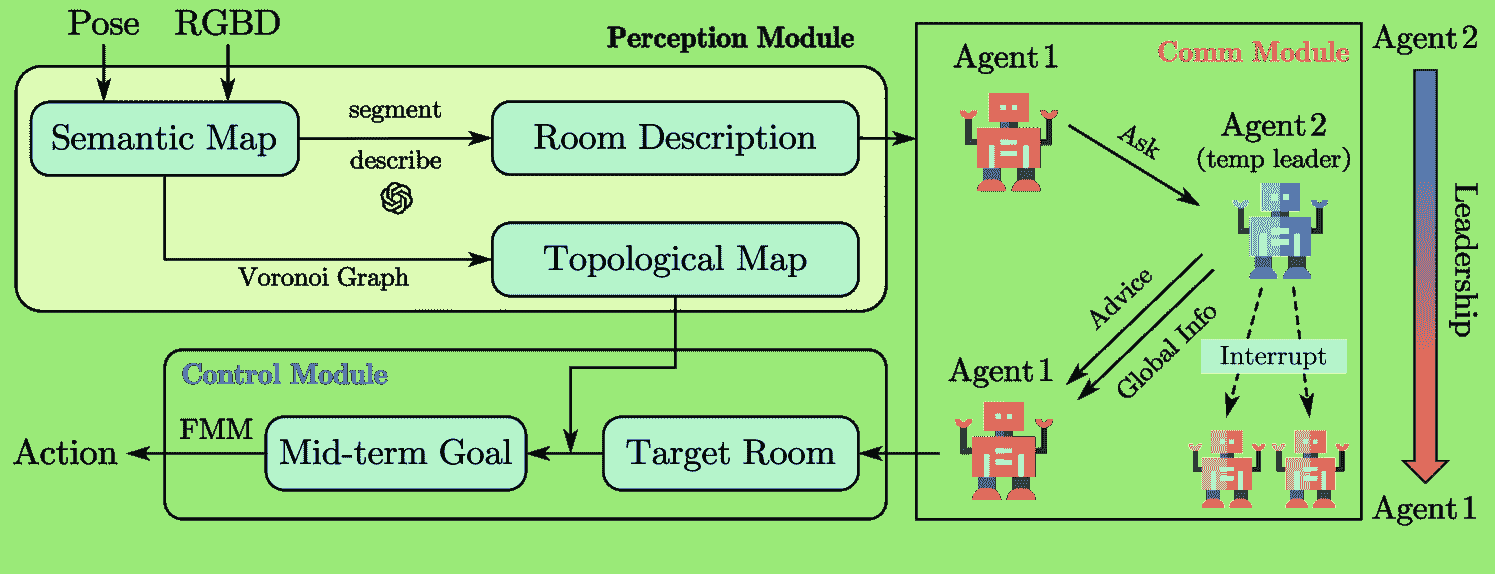 Pose
RGBD
Perception Module
Semantic Map
segment
describe
Room Description
Voronoi Graph
Topological Map
Control Module
Action
FMM
Mid-term Goal
Target Room
Comm Module
Agent 1
Ask
Agent 2
(temp leader)
Advice
Global Info
Interrupt
Agent 1
Agent 2
Leadership
Agent 1